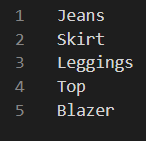 1 Jeans
2 Skirt
3 Leggings
4 Top
5 Blazer